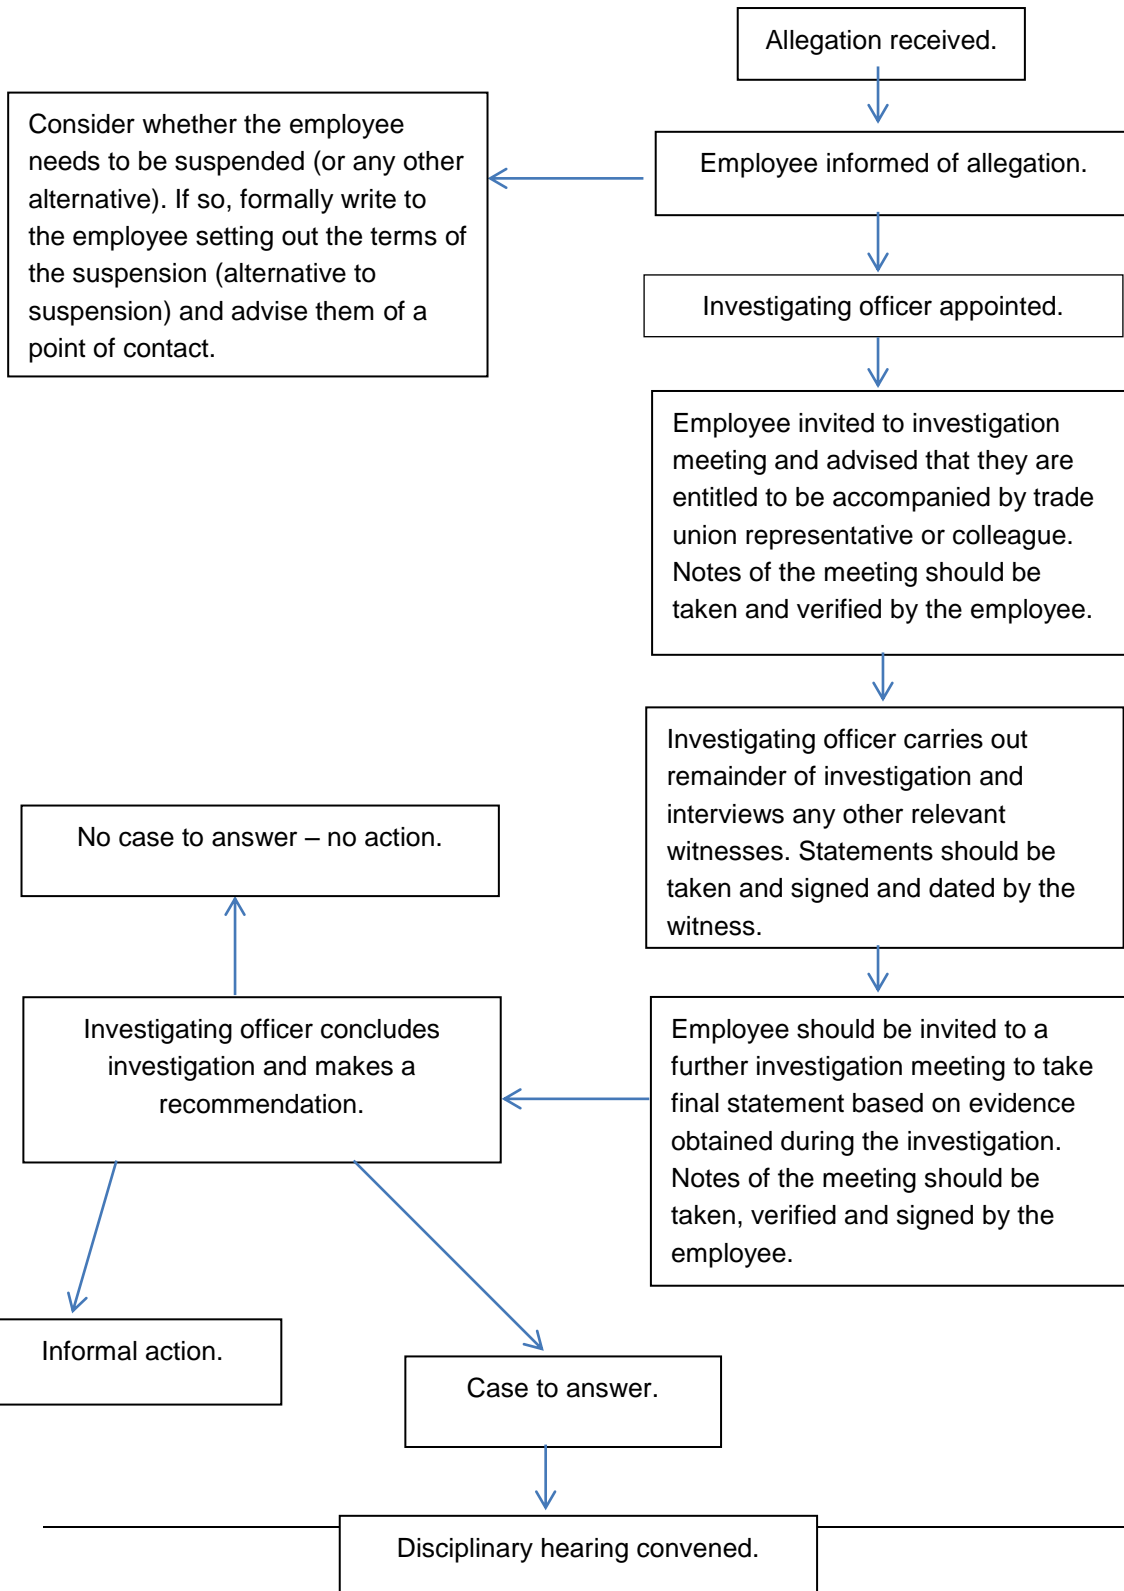 Allegation received.
Consider whether the employee
needs to be suspended (or any other
alternative). If so, formally write to
the employee setting out the terms of
the suspension (alternative to
suspension) and advise them of a
point of contact.
Employee informed of allegation.
Investigating officer appointed.
Employee invited to investigation
meeting and advised that they are
entitled to be accompanied by trade
union representative or colleague.
Notes of the meeting should be
taken and verified by the employee.
Investigating officer carries out
remainder of investigation and
interviews any other relevant
witnesses. Statements should be
taken and signed and dated by the
witness.
No case to answer – no action.
Investigating officer concludes
investigation and makes a
recommendation.
Employee should be invited to a
further investigation meeting to take
final statement based on evidence
obtained during the investigation.
Notes of the meeting should be
taken, verified and signed by the
employee.
Informal action.
Case to answer.
Disciplinary hearing convened.